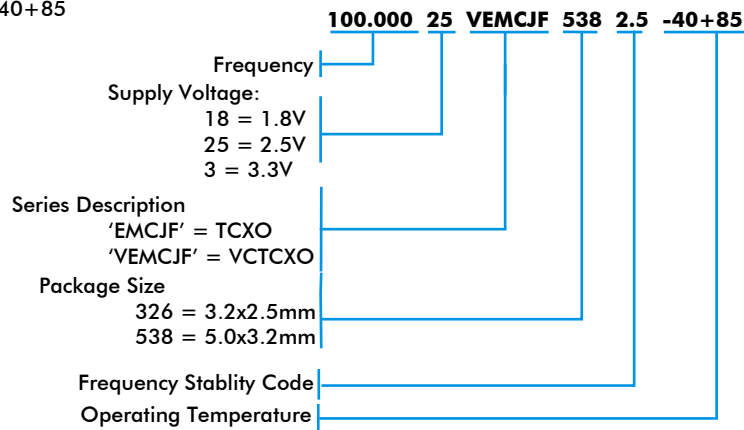 40+85
100.000 25 VEMCJF 538 2.5 -40+85
Frequency
Supply Voltage:
18 = 1.8V
25 = 2.5V
3 = 3.3V
Series Description
‘EMCJF’ = TCXO
‘VEMCJF’ = VCTCXO
Package Size
326 = 3.2x2.5mm
538 = 5.0x3.2mm
Frequency Stablity Code
Operating Temperature